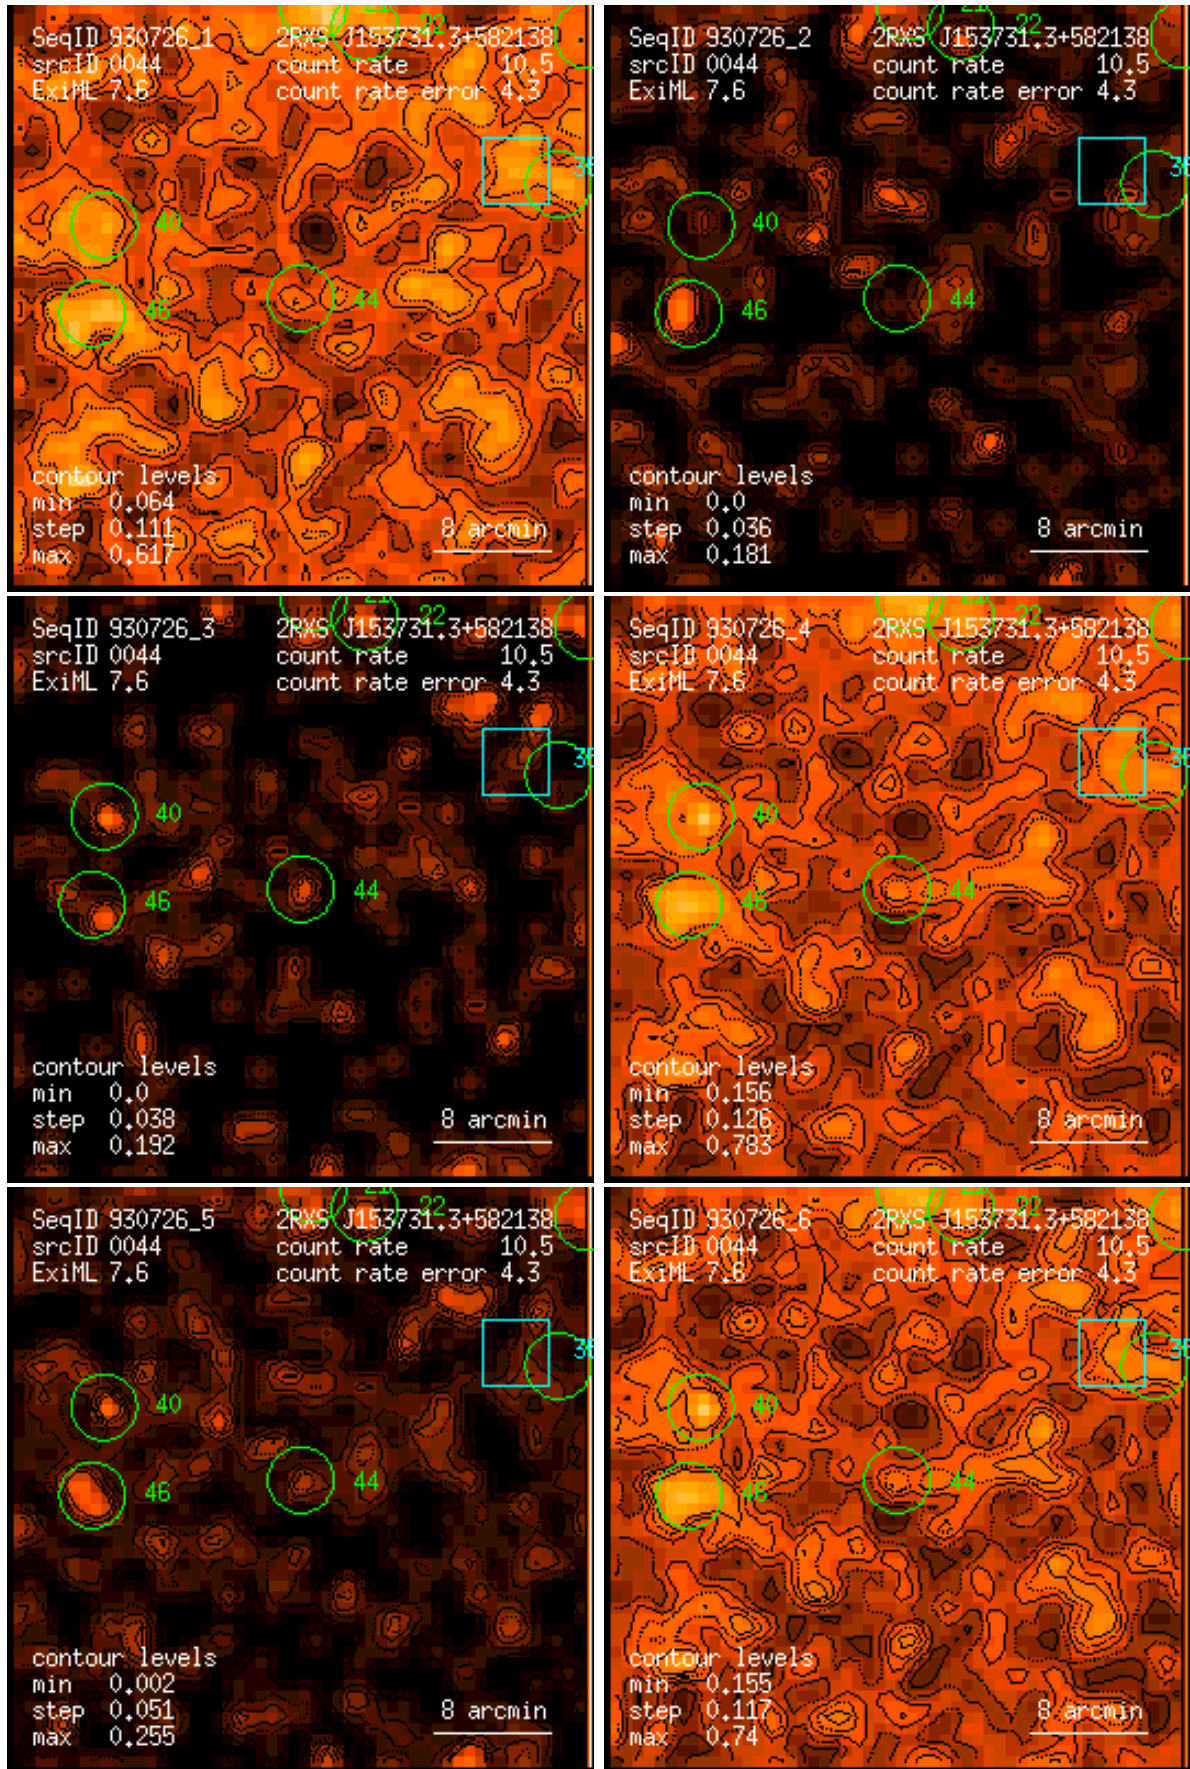 21 22
SeqID 930726_1 2RXS J153731.3+582138
srcID 0044 count rate 10.5
ExiML 7.6 count rate error 4.3
40
44
46
contour levels
min 0.064
step 0.111
max 0.617
8 arcmin
22
SeqID 930726_2 2RXS J153731.3+582138
srcID 0044 count rate 10.5
ExiML 7.6 count rate error 4.3
40
44
46
contour levels
min 0.0
step 0.036
max 0.181
8 arcmin
21 22
SeqID 930726_3 2RXS J153731.3+582138
srcID 0044 count rate 10.5
ExiML 7.6 count rate error 4.3
40
44
46
contour levels
min 0.0
step 0.038
max 0.192
8 arcmin
21 22
SeqID 930726_4 2RXS J153731.3+582138
srcID 0044 count rate 10.5
ExiML 7.6 count rate error 4.3
40
44
46
contour levels
min 0.156
step 0.126
max 0.783
8 arcmin
21 22
SeqID 930726_5 2RXS J153731.3+582138
srcID 0044 count rate 10.5
ExiML 7.6 count rate error 4.3
40
44
46
contour levels
min 0.002
step 0.051
max 0.255
8 arcmin
21 22
SeqID 930726_6 2RXS J153731.3+582138
srcID 0044 count rate 10.5
ExiML 7.6 count rate error 4.3
40
44
46
contour levels
min 0.155
step 0.117
max 0.74
8 arcmin